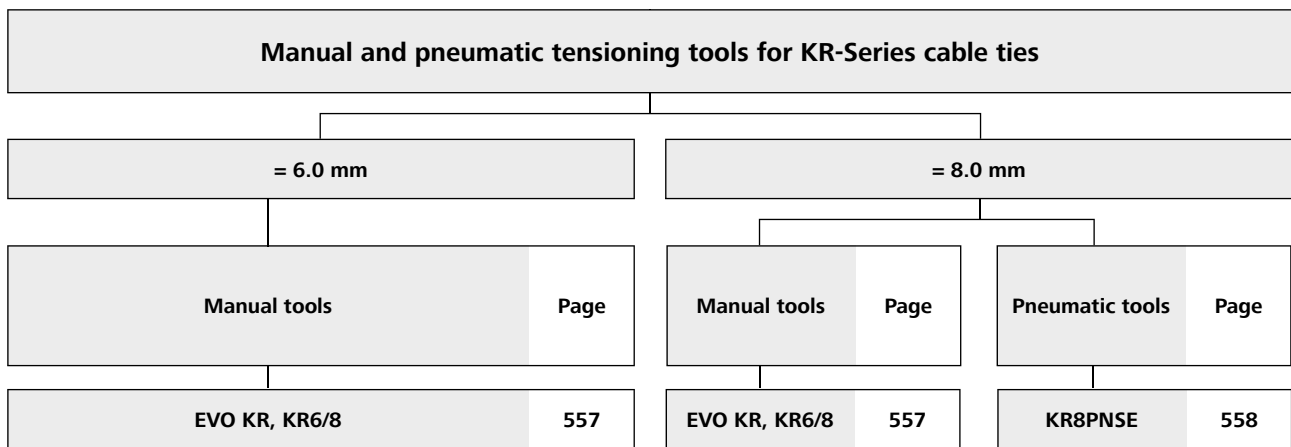 Manual and pneumatic tensioning tools for KR-Series cable ties
= 6.0 mm
= 8.0 mm
Manual tools Page
Manual tools Page
Pneumatic tools Page
EVO KR, KR6/8 557
EVO KR, KR6/8 557
KR8PNSE 558